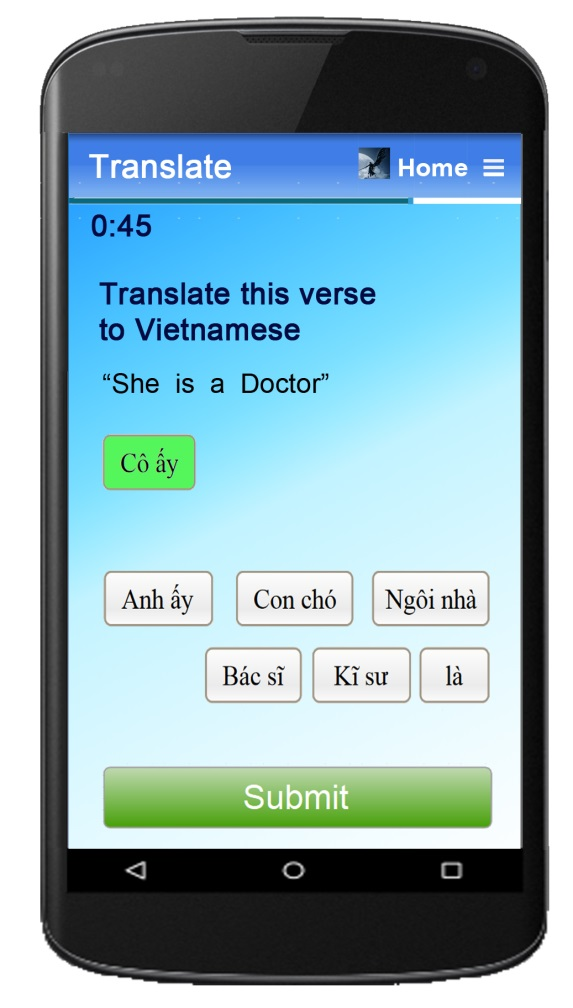 Translate Home
0:45
Translate this verse
to Vietnamese
“She is a Doctor”
Cô ấy
Anh ấy Con chó Ngôi nhà
Bác sĩ Kĩ sư là
Submit